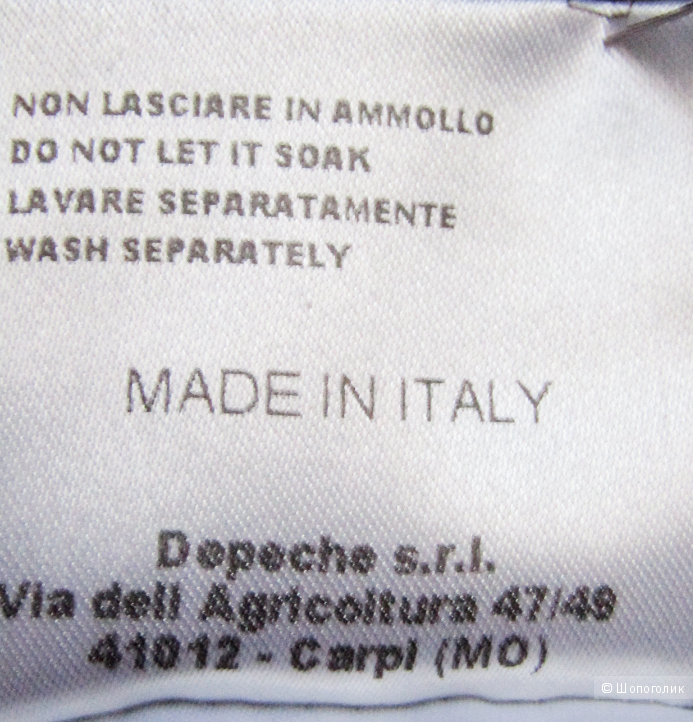 NON LASCIARE IN AMMOLLO
DO NOT LET IT SOAK
LAVARE SEPARATAMENTE
WASH SEPARATELY
MADE IN ITALY
Depeche s.r.l.
Via dell Agricoltura 47/49
41012 - Carpi (MO)
© Шопоголик